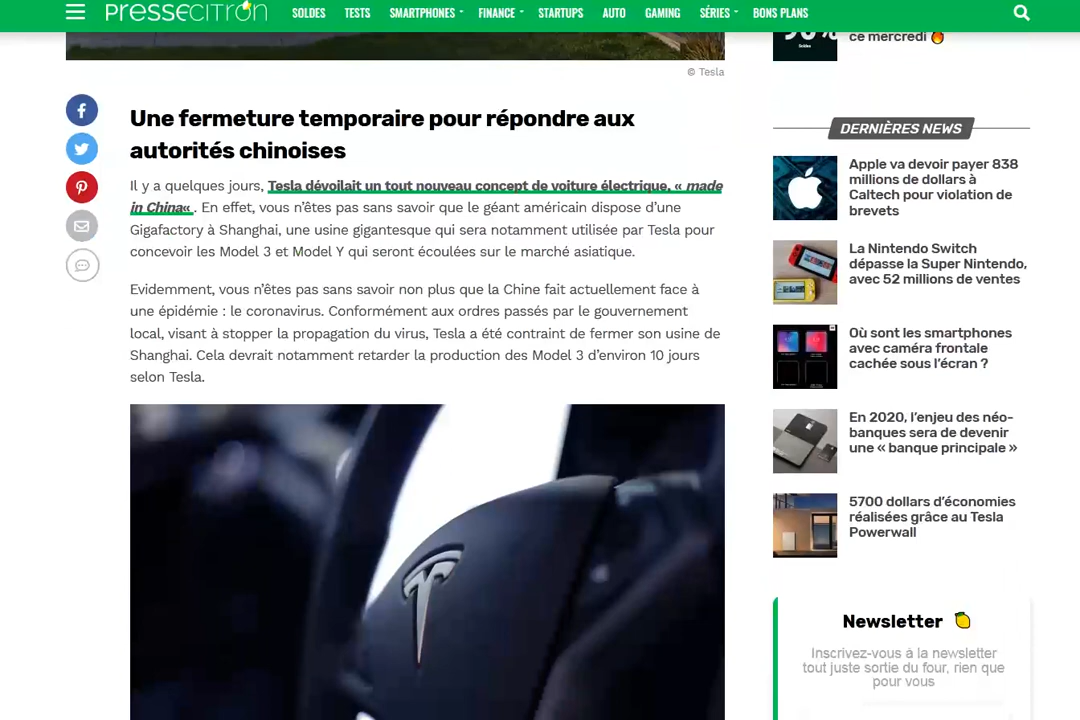 PRESSECITRON
SOLDES TESTS SMARTPHONES FINANCE STARTUPS AUTO GAMING SÉRIES BONS PLANS
© Tesla
Une fermeture temporaire pour répondre aux
autorités chinoises
Il y a quelques jours, Tesla dévoilait un tout nouveau concept de voiture électrique, « made
in China« . En effet, vous n’êtes pas sans savoir que le géant américain dispose d’une
Gigafactory à Shanghai, une usine gigantesque qui sera notamment utilisée par Tesla pour
concevoir les Model 3 et Model Y qui seront écoulées sur le marché asiatique.
Evidemment, vous n’êtes pas sans savoir non plus que la Chine fait actuellement face à
une épidémie : le coronavirus. Conformément aux ordres passés par le gouvernement
local, visant à stopper la propagation du virus, Tesla a été contraint de fermer son usine de
Shanghai. Cela devrait notamment retarder la production des Model 3 d’environ 10 jours
selon Tesla.
ce mercredi
DERNIÈRES NEWS
Apple va devoir payer 838
millions de dollars à
Caltech pour violation de
brevets
La Nintendo Switch
dépasse la Super Nintendo,
avec 52 millions de ventes
Où sont les smartphones
avec caméra frontale
cachée sous l’écran ?
En 2020, l’enjeu des néo-
banques sera de devenir
une « banque principale »
5700 dollars d’économies
réalisées grâce au Tesla
Powerwall
Newsletter
Inscrivez-vous à la newsletter
tout juste sortie du four, rien que
pour vous